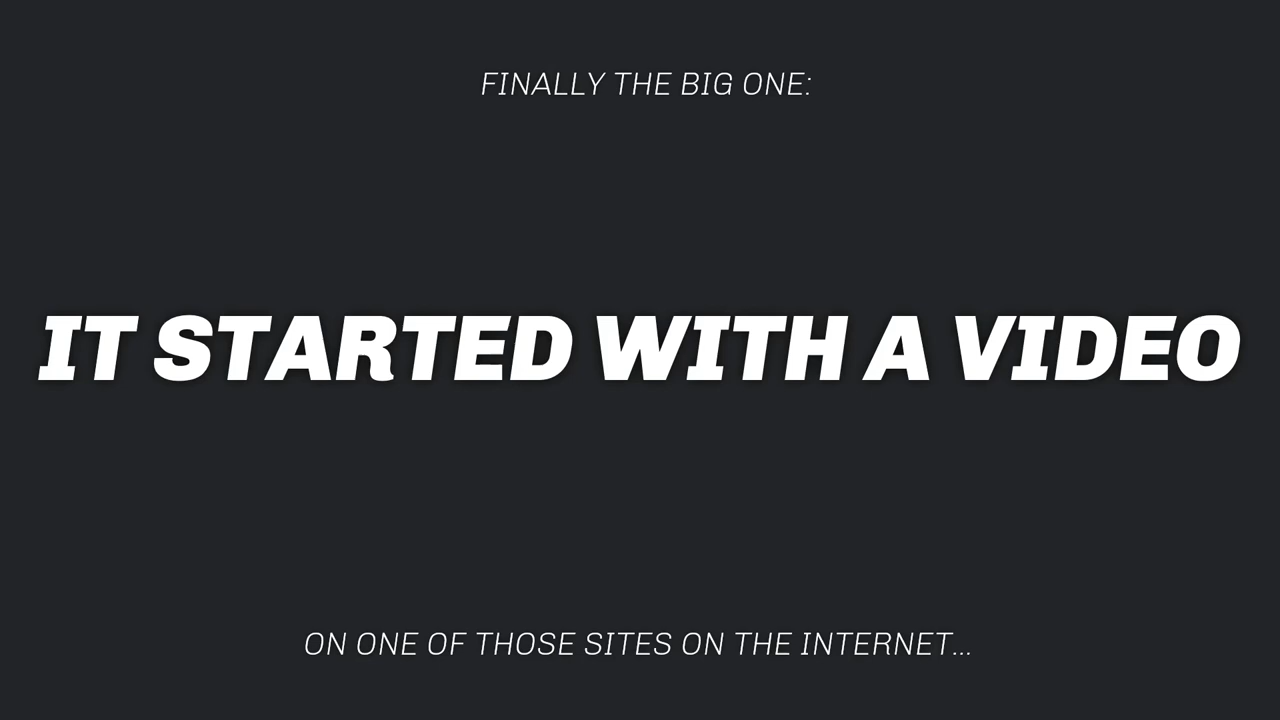 FINALLY THE BIG ONE:
IT STARTED WITH A VIDEO
ON ONE OF THOSE SITES ON THE INTERNET...